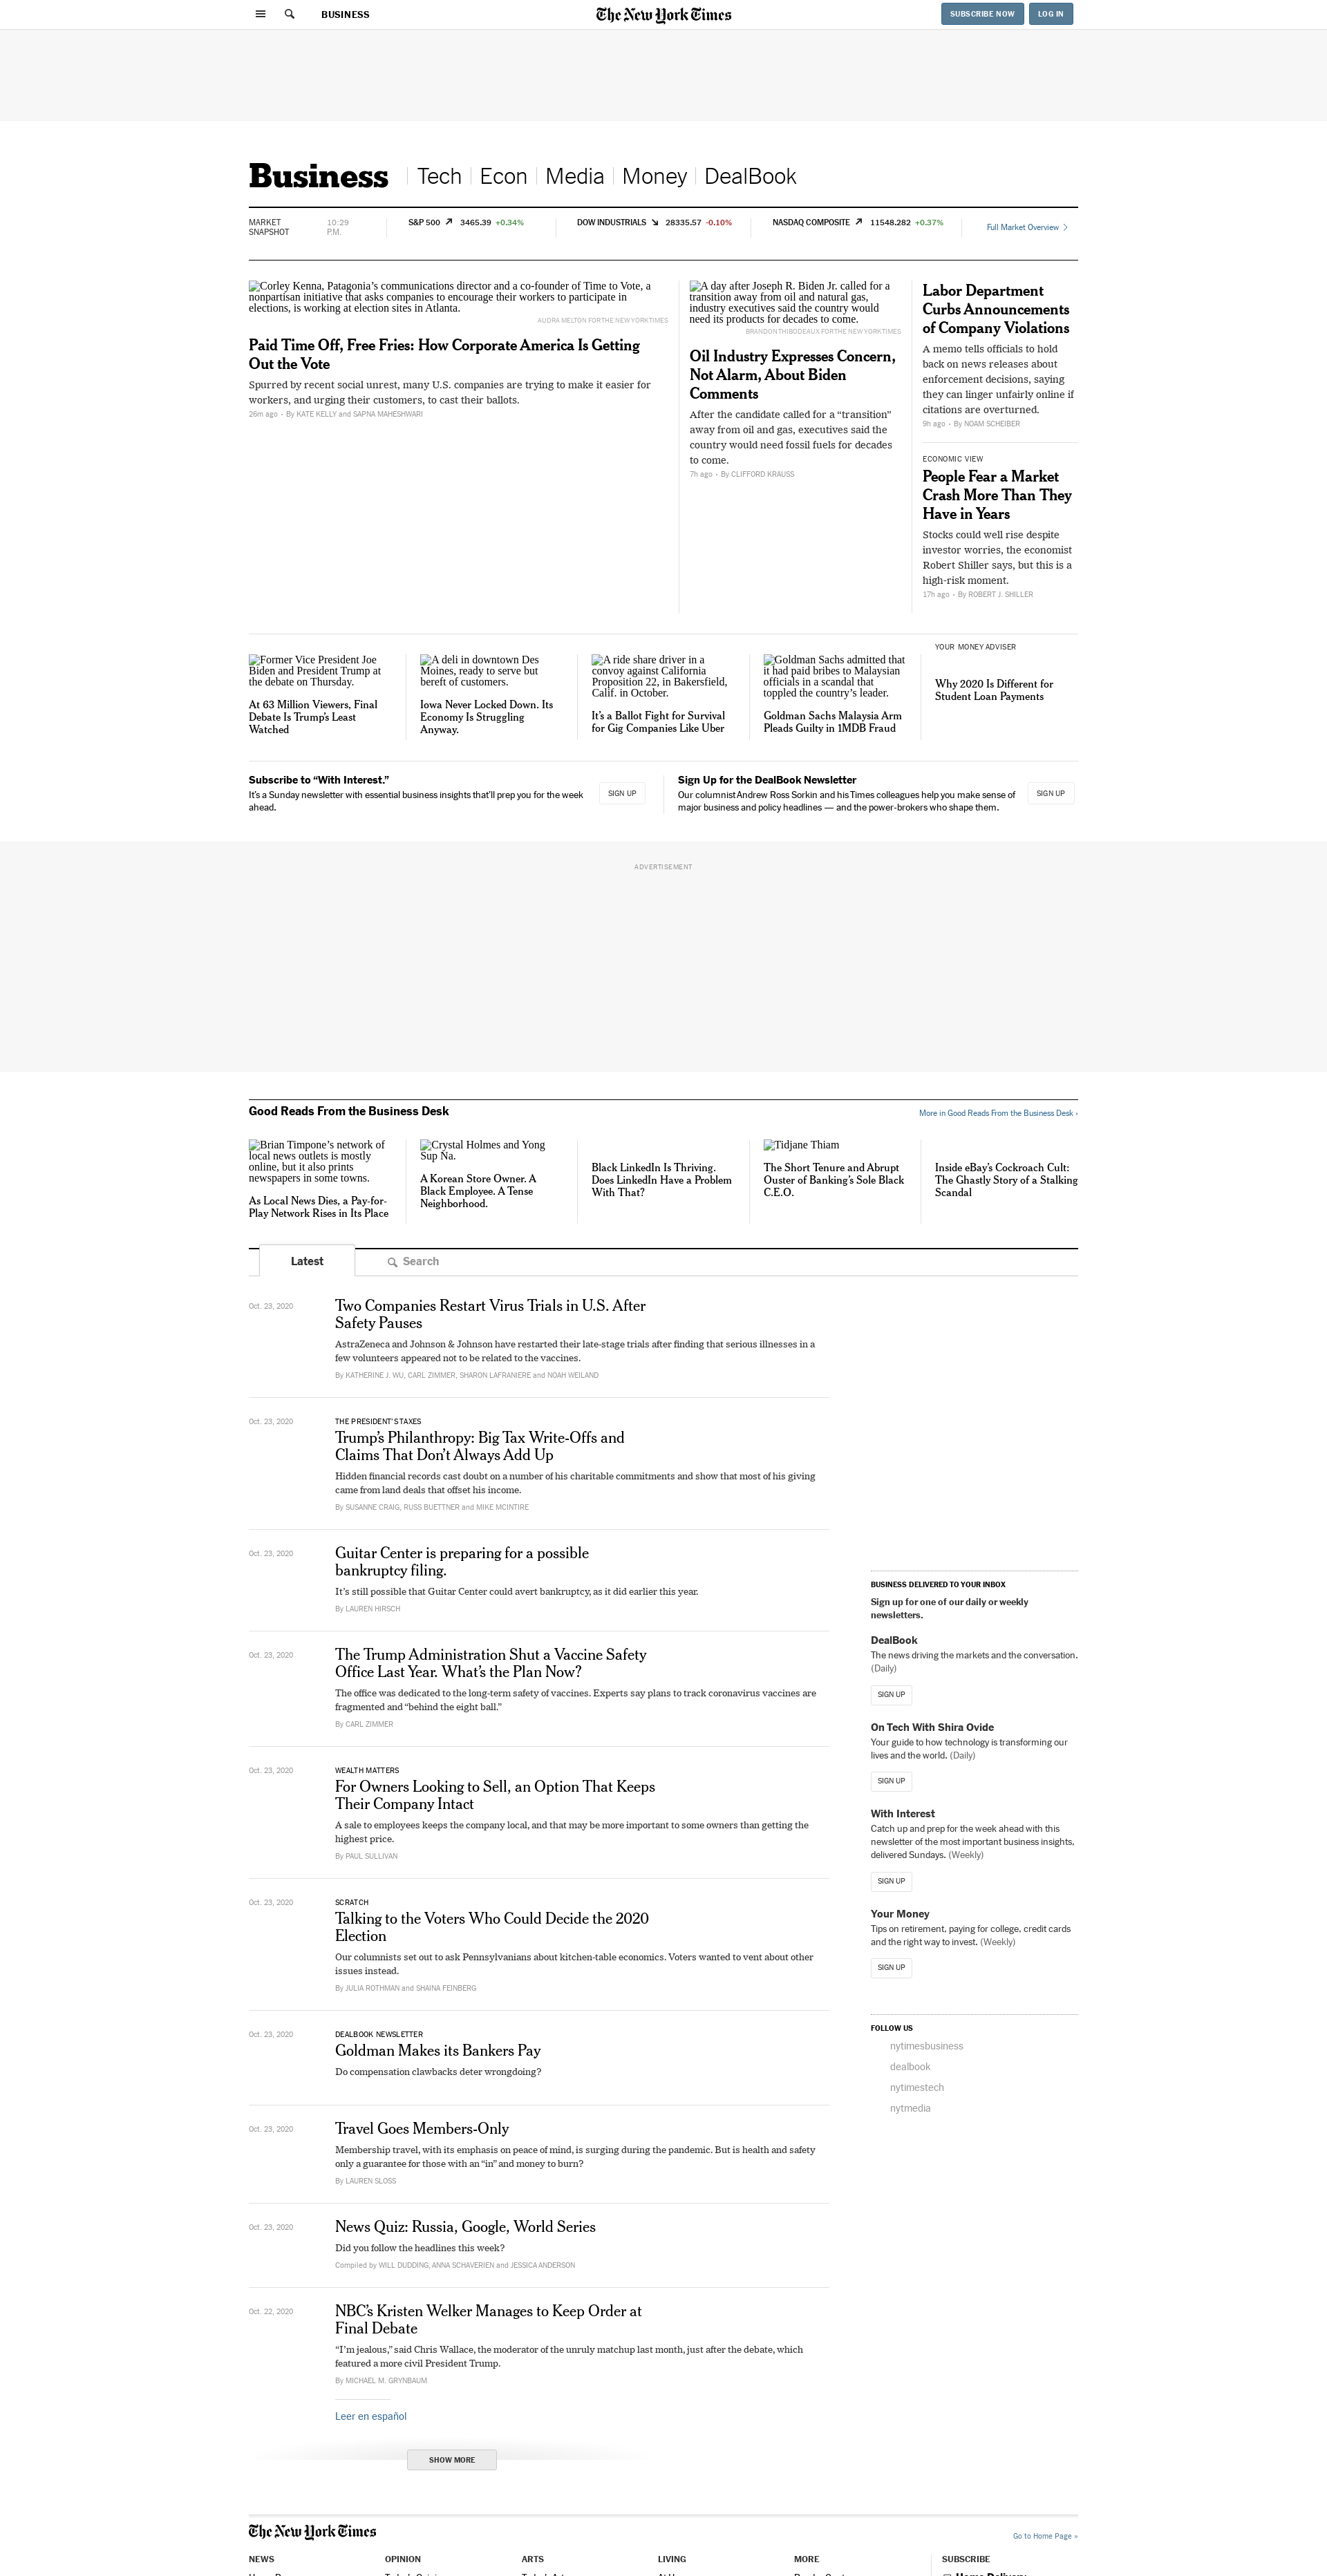 BUSINESS
The New York Times
SUBSCRIBE NOW
LOG IN
Business
Tech
Econ
Media
Money
DealBook
MARKET
SNAPSHOT
10:29
P.M.
S&P 500 3465.39 +0.34%
DOW INDUSTRIALS 28335.57 -0.10%
NASDAQ COMPOSITE 11548.282 +0.37%
Full Market Overview
Corley Kenna, Patagonia’s communications director and a co-founder of Time to Vote, a
nonpartisan initiative that asks companies to encourage their workers to participate in
elections, is working at election sites in Atlanta.
AUDRA MELTON FOR THE NEW YORK TIMES
Paid Time Off, Free Fries: How Corporate America Is Getting
Out the Vote
Spurred by recent social unrest, many U.S. companies are trying to make it easier for
workers, and urging their customers, to cast their ballots.
26m ago - By KATE KELLY and SAPNA MAHESHWARI
A day after Joseph R. Biden Jr. called for a
transition away from oil and natural gas,
industry executives said the country would
need its products for decades to come.
BRANDON THIBODEAUX FOR THE NEW YORK TIMES
Oil Industry Expresses Concern,
Not Alarm, About Biden
Comments
After the candidate called for a “transition”
away from oil and gas, executives said the
country would need fossil fuels for decades
to come.
7h ago - By CLIFFORD KRAUSS
Labor Department
Curbs Announcements
of Company Violations
A memo tells officials to hold
back on news releases about
enforcement decisions, saying
they can linger unfairly online if
citations are overturned.
9h ago - By NOAM SCHEIBER
ECONOMIC VIEW
People Fear a Market
Crash More Than They
Have in Years
Stocks could well rise despite
investor worries, the economist
Robert Shiller says, but this is a
high-risk moment.
17h ago - By ROBERT J. SHILLER
Former Vice President Joe
Biden and President Trump at
the debate on Thursday.
At 63 Million Viewers, Final
Debate Is Trump’s Least
Watched
A deli in downtown Des
Moines, ready to serve but
bereft of customers.
Iowa Never Locked Down. Its
Economy Is Struggling
Anyway.
A ride share driver in a
convoy against California
Proposition 22, in Bakersfield,
Calif. in October.
It’s a Ballot Fight for Survival
for Gig Companies Like Uber
Goldman Sachs admitted that
it had paid bribes to Malaysian
officials in a scandal that
toppled the country’s leader.
Goldman Sachs Malaysia Arm
Pleads Guilty in 1MDB Fraud
YOUR MONEY ADVISER
Why 2020 Is Different for
Student Loan Payments
Subscribe to “With Interest.”
It’s a Sunday newsletter with essential business insights that’ll prep you for the week
ahead.
SIGN UP
Sign Up for the DealBook Newsletter
Our columnist Andrew Ross Sorkin and his Times colleagues help you make sense of
major business and policy headlines — and the power-brokers who shape them.
SIGN UP
ADVERTISEMENT
Good Reads From the Business Desk
More in Good Reads From the Business Desk ›
Brian Timpone’s network of
local news outlets is mostly
online, but it also prints
newspapers in some towns.
As Local News Dies, a Pay-for-
Play Network Rises in Its Place
Crystal Holmes and Yong
Sup Na.
A Korean Store Owner. A
Black Employee. A Tense
Neighborhood.
Black LinkedIn Is Thriving.
Does LinkedIn Have a Problem
With That?
Tidjane Thiam
The Short Tenure and Abrupt
Ouster of Banking’s Sole Black
C.E.O.
Inside eBay’s Cockroach Cult:
The Ghastly Story of a Stalking
Scandal
Latest
Search
Oct. 23, 2020
Two Companies Restart Virus Trials in U.S. After
Safety Pauses
AstraZeneca and Johnson & Johnson have restarted their late-stage trials after finding that serious illnesses in a
few volunteers appeared not to be related to the vaccines.
By KATHERINE J. WU, CARL ZIMMER, SHARON LAFRANIERE and NOAH WEILAND
Oct. 23, 2020
THE PRESIDENT’S TAXES
Trump’s Philanthropy: Big Tax Write-Offs and
Claims That Don’t Always Add Up
Hidden financial records cast doubt on a number of his charitable commitments and show that most of his giving
came from land deals that offset his income.
By SUSANNE CRAIG, RUSS BUETTNER and MIKE MCINTIRE
Oct. 23, 2020
Guitar Center is preparing for a possible
bankruptcy filing.
It’s still possible that Guitar Center could avert bankruptcy, as it did earlier this year.
By LAUREN HIRSCH
Oct. 23, 2020
The Trump Administration Shut a Vaccine Safety
Office Last Year. What’s the Plan Now?
The office was dedicated to the long-term safety of vaccines. Experts say plans to track coronavirus vaccines are
fragmented and “behind the eight ball.”
By CARL ZIMMER
Oct. 23, 2020
WEALTH MATTERS
For Owners Looking to Sell, an Option That Keeps
Their Company Intact
A sale to employees keeps the company local, and that may be more important to some owners than getting the
highest price.
By PAUL SULLIVAN
Oct. 23, 2020
SCRATCH
Talking to the Voters Who Could Decide the 2020
Election
Our columnists set out to ask Pennsylvanians about kitchen-table economics. Voters wanted to vent about other
issues instead.
By JULIA ROTHMAN and SHAINA FEINBERG
Oct. 23, 2020
DEALBOOK NEWSLETTER
Goldman Makes its Bankers Pay
Do compensation clawbacks deter wrongdoing?
Oct. 23, 2020
Travel Goes Members-Only
Membership travel, with its emphasis on peace of mind, is surging during the pandemic. But is health and safety
only a guarantee for those with an “in” and money to burn?
By LAUREN SLOSS
Oct. 23, 2020
News Quiz: Russia, Google, World Series
Did you follow the headlines this week?
Compiled by WILL DUDDING, ANNA SCHAVERIEN and JESSICA ANDERSON
Oct. 22, 2020
NBC’s Kristen Welker Manages to Keep Order at
Final Debate
“I’m jealous,” said Chris Wallace, the moderator of the unruly matchup last month, just after the debate, which
featured a more civil President Trump.
By MICHAEL M. GRYNBAUM
Leer en español
SHOW MORE
BUSINESS DELIVERED TO YOUR INBOX
Sign up for one of our daily or weekly
newsletters.
DealBook
The news driving the markets and the conversation.
(Daily)
SIGN UP
On Tech With Shira Ovide
Your guide to how technology is transforming our
lives and the world. (Daily)
SIGN UP
With Interest
Catch up and prep for the week ahead with this
newsletter of the most important business insights,
delivered Sundays. (Weekly)
SIGN UP
Your Money
Tips on retirement, paying for college, credit cards
and the right way to invest. (Weekly)
SIGN UP
FOLLOW US
nytimesbusiness
dealbook
nytimestech
nytmedia
The New York Times
Go to Home Page »
NEWS
OPINION
ARTS
LIVING
MORE
SUBSCRIBE